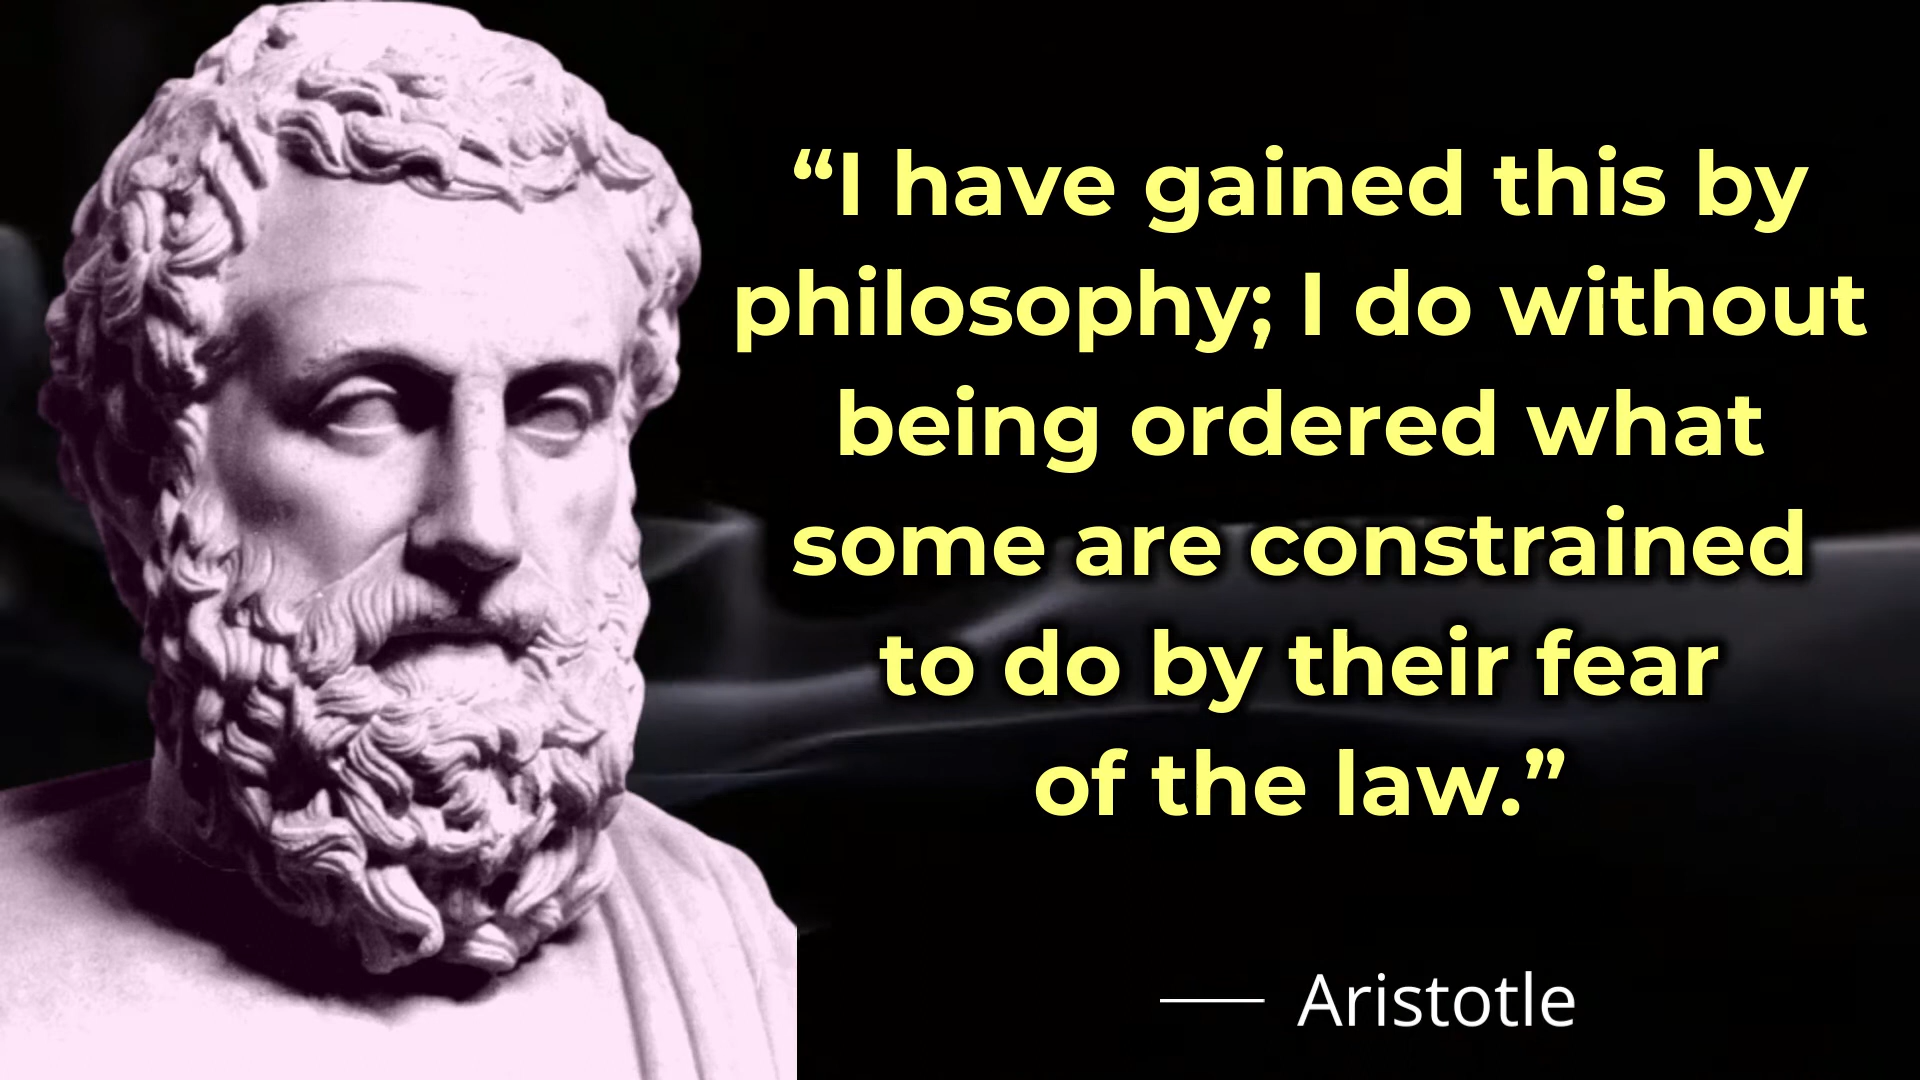 “I have gained this by
philosophy; I do without
being ordered what
some are constrained
to do by their fear
of the law.”
— Aristotle